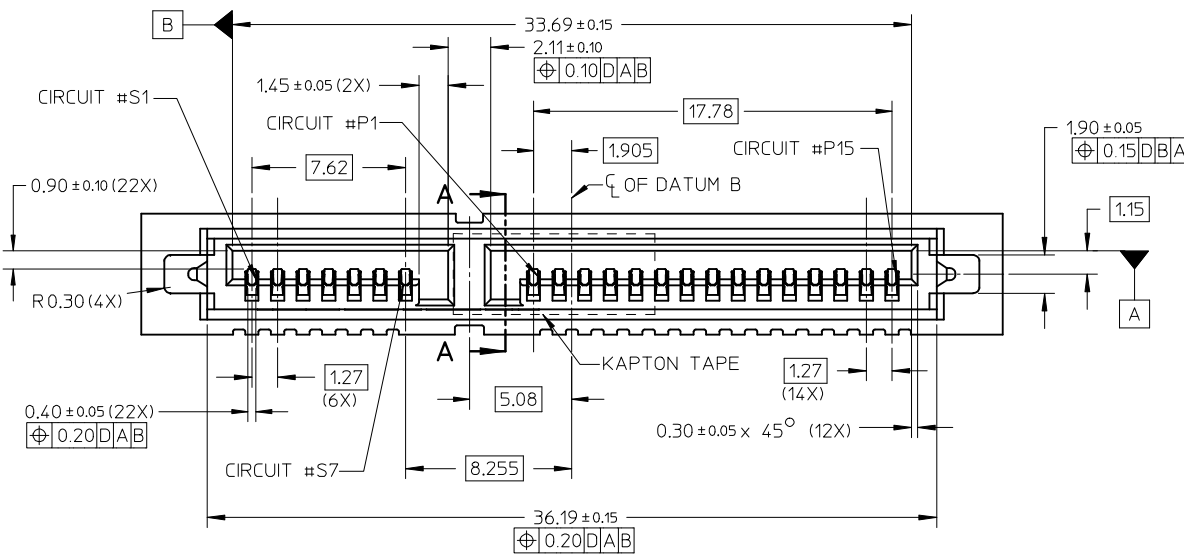 B
33.69 ±0.15
2.11 ±0.10
⌖ 0.10 D A B
1.45 ±0.05 (2X)
CIRCUIT #S1
CIRCUIT #P1
17.78
1.90 ±0.05
⌖ 0.15 D B A
7.62
1.905
CIRCUIT #P15
0.90 ±0.10 (22X)
A
℄ OF DATUM B
1.15
R 0.30 (4X)
A
A
KAPTON TAPE
1.27
(6X)
5.08
1.27
(14X)
0.40 ±0.05 (22X)
⌖ 0.20 D A B
0.30 ±0.05 x 45° (12X)
CIRCUIT #S7
8.255
36.19 ±0.15
⌖ 0.20 D A B